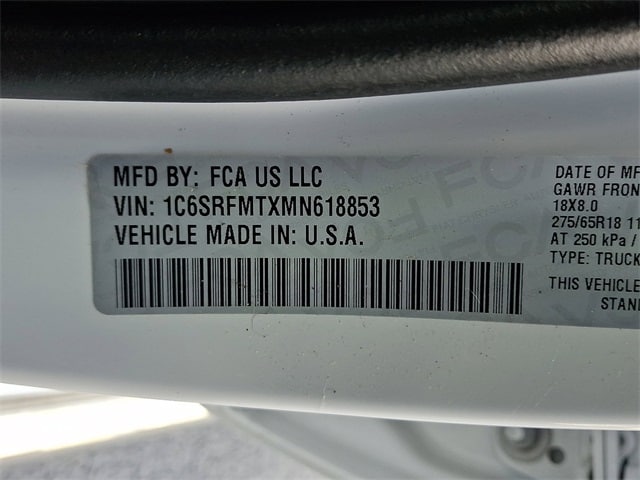 MFD BY: FCA US LLC
VIN: 1C6SRFMTXMN618853
VEHICLE MADE IN: U.S.A.
DATE OF MF
GAWR FRON
18X8.0
275/65R18 11
AT 250 kPa /
TYPE: TRUCK
THIS VEHICLE
STAN
FCA